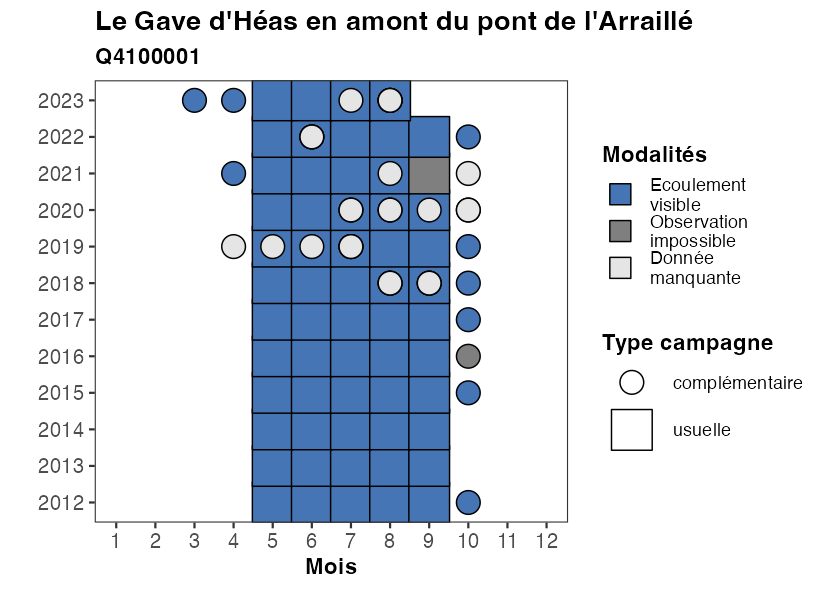 Le Gave d'Héas en amont du pont de l'Arraillé
Q4100001
2023
2022
2021
2020
2019
2018
2017
2016
2015
2014
2013
2012
1 2 3 4 5 6 7 8 9 10 11 12
Mois
Modalités
Ecoulement
visible
Observation
impossible
Donnée
manquante
Type campagne
complémentaire
usuelle